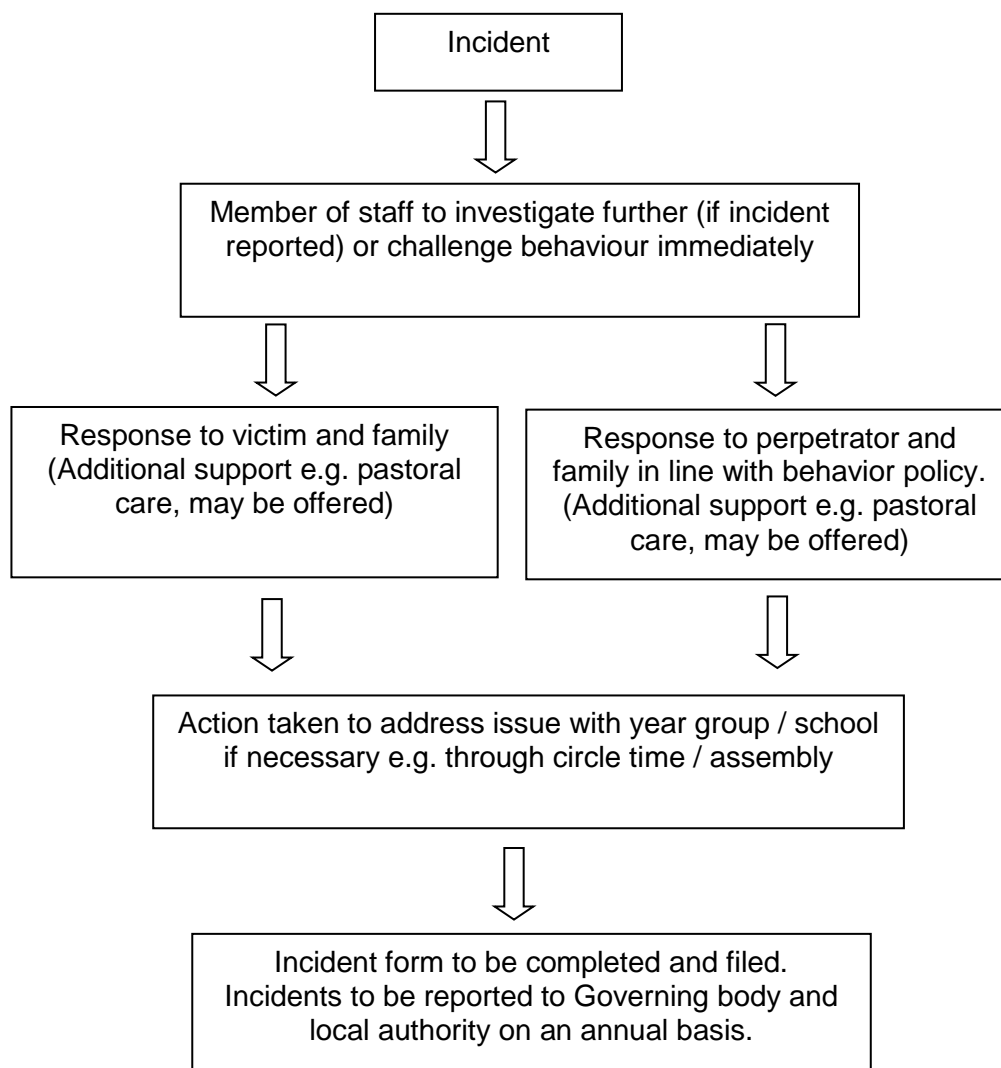 Incident
Member of staff to investigate further (if incident
reported) or challenge behaviour immediately
Response to victim and family
(Additional support e.g. pastoral
care, may be offered)
Response to perpetrator and
family in line with behavior policy.
(Additional support e.g. pastoral
care, may be offered)
Action taken to address issue with year group / school
if necessary e.g. through circle time / assembly
Incident form to be completed and filed.
Incidents to be reported to Governing body and
local authority on an annual basis.